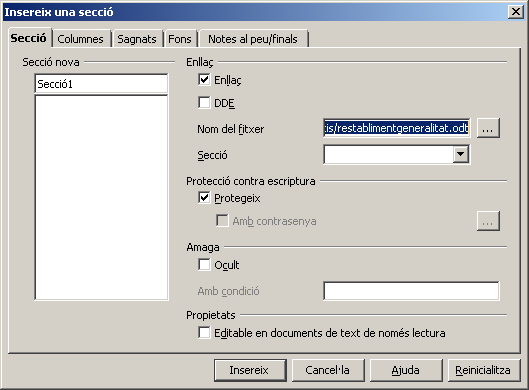 Insereix una secció
Secció Columnes Sagnats Fons Notes al peu/finals
Secció nova
Secció1
Enllaç
Enllaç
DDE
Nom del fitxer is/restablimentgeneralitat.odt ...
Secció
Protecció contra escriptura
Protegeix
Amb contrasenya ...
Amaga
Ocult
Amb condició
Propietats
Editable en documents de text de només lectura
Insereix Cancel·la Ajuda Reinicialitza